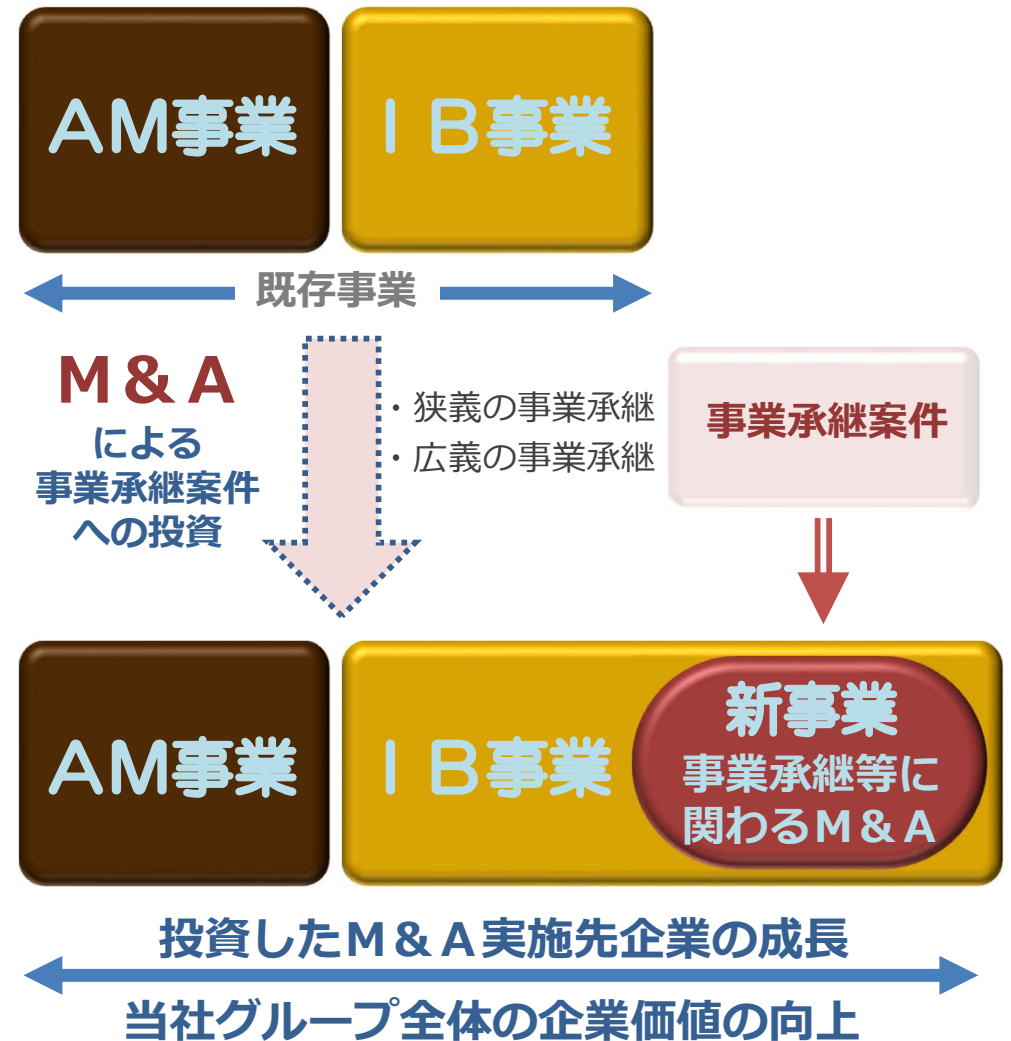 AM事業
IB事業
既存事業
M&A
による
事業承継案件
への投資
・狭義の事業承継
・広義の事業承継
事業承継案件
AM事業
IB事業
新事業
事業承継等に
関わるM&A
投資したM&A実施先企業の成長
当社グループ全体の企業価値の向上